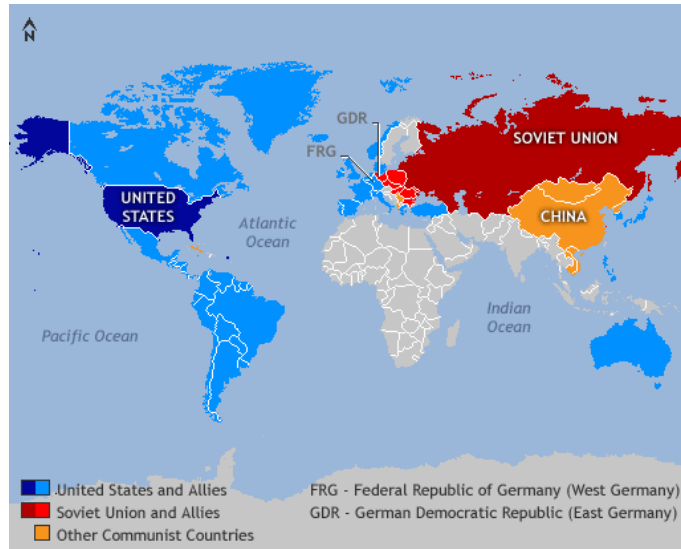 N
GDR
SOVIET UNION
FRG
UNITED
STATES
CHINA
Atlantic
Ocean
Indian
Ocean
Pacific Ocean
United States and Allies
FRG - Federal Republic of Germany (West Germany)
Soviet Union and Allies
GDR - German Democratic Republic (East Germany)
Other Communist Countries